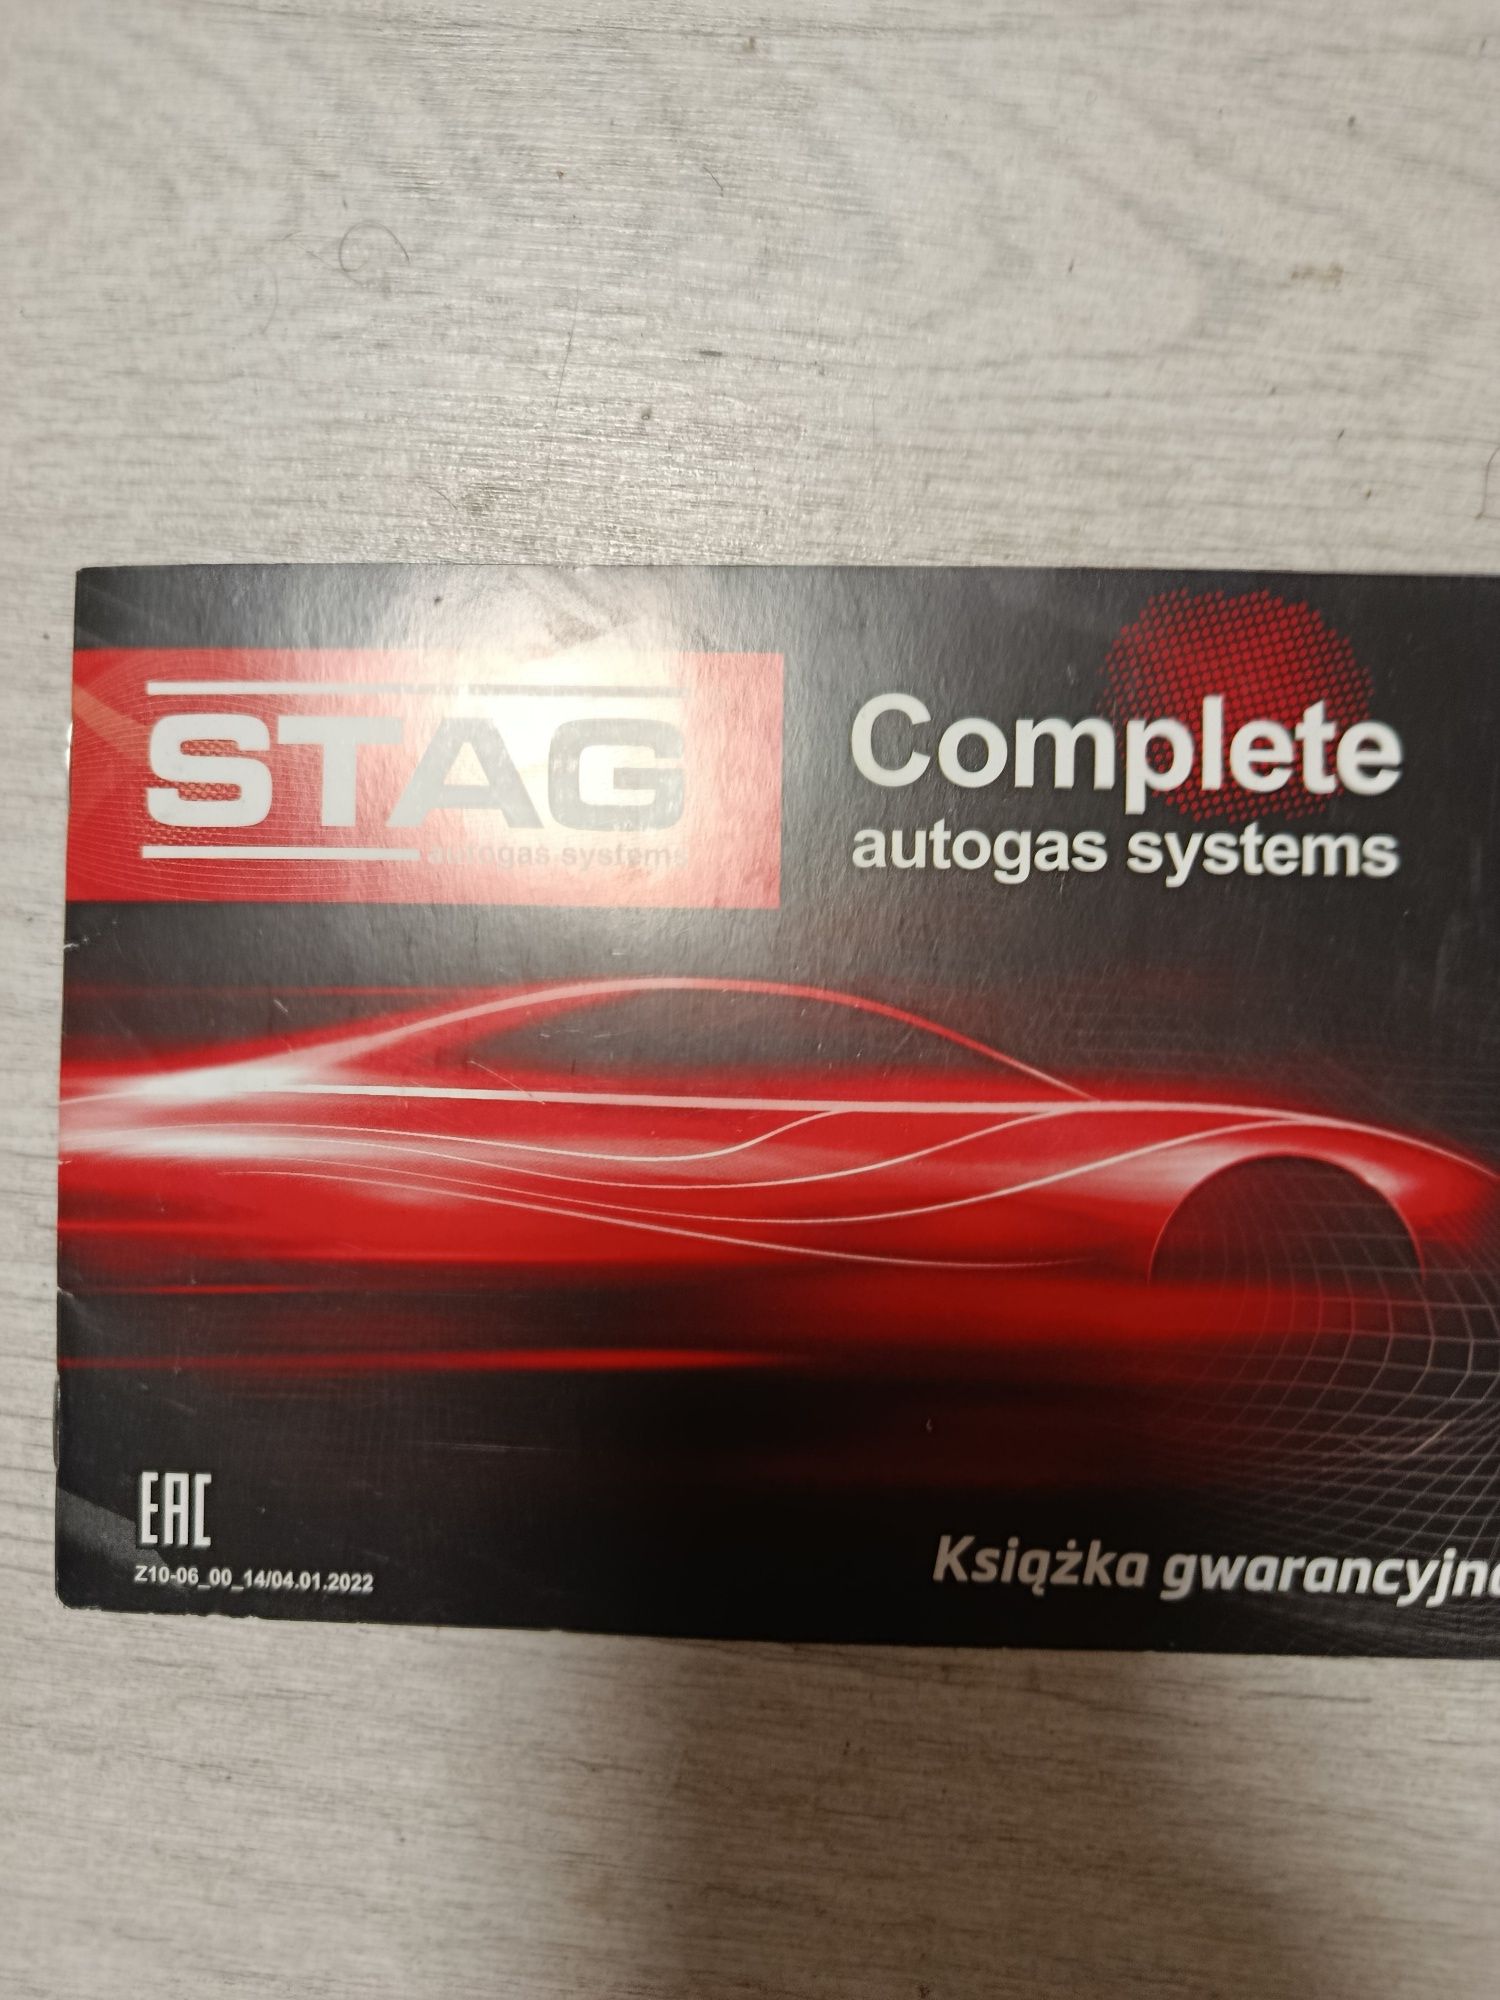 STAG
autogas systems
Complete
autogas systems
EAC
Z10-06_00_14/04.01.2022
Książka gwarancyjna